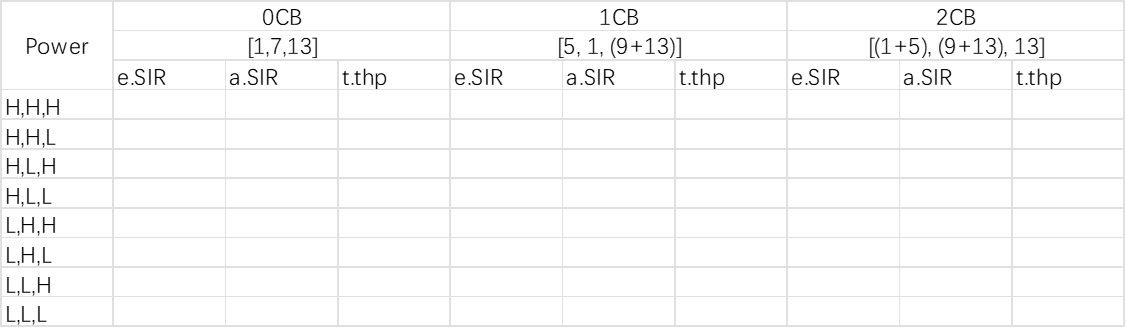 Power 0CB 1CB 2CB
[1,7,13] [5, 1, (9+13)] [(1+5), (9+13), 13]
e.SIR a.SIR t.thp e.SIR a.SIR t.thp e.SIR a.SIR t.thp
H,H,H
H,H,L
H,L,H
H,L,L
L,H,H
L,H,L
L,L,H
L,L,L